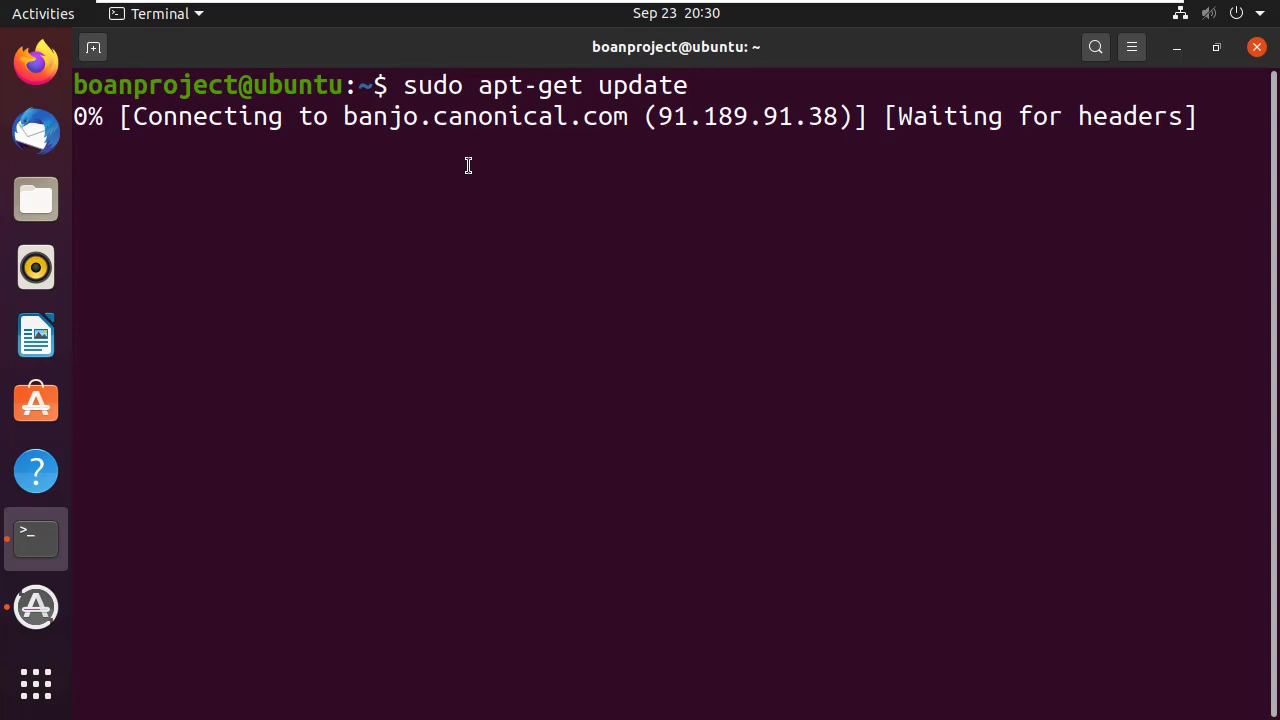 Activities
Terminal
Sep 23 20:30
boanproject@ubuntu: ~
boanproject@ubuntu:~$ sudo apt-get update
0% [Connecting to banjo.canonical.com (91.189.91.38)] [Waiting for headers]